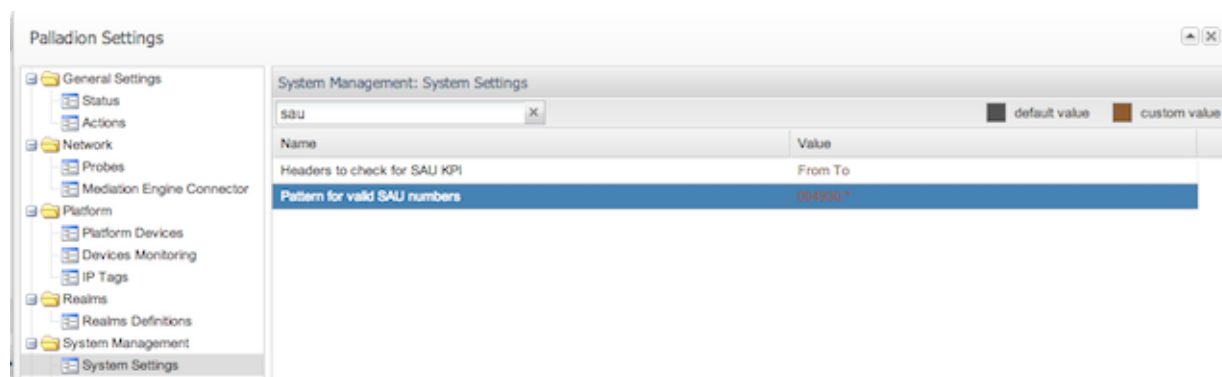 Palladion Settings
General Settings
Status
Actions
Network
Probes
Mediation Engine Connector
Platform
Platform Devices
Devices Monitoring
IP Tags
Realms
Realms Definitions
System Management
System Settings
System Management: System Settings
sau
default value
custom value
Name
Value
Headers to check for SAU KPI
From To
Pattern for valid SAU numbers